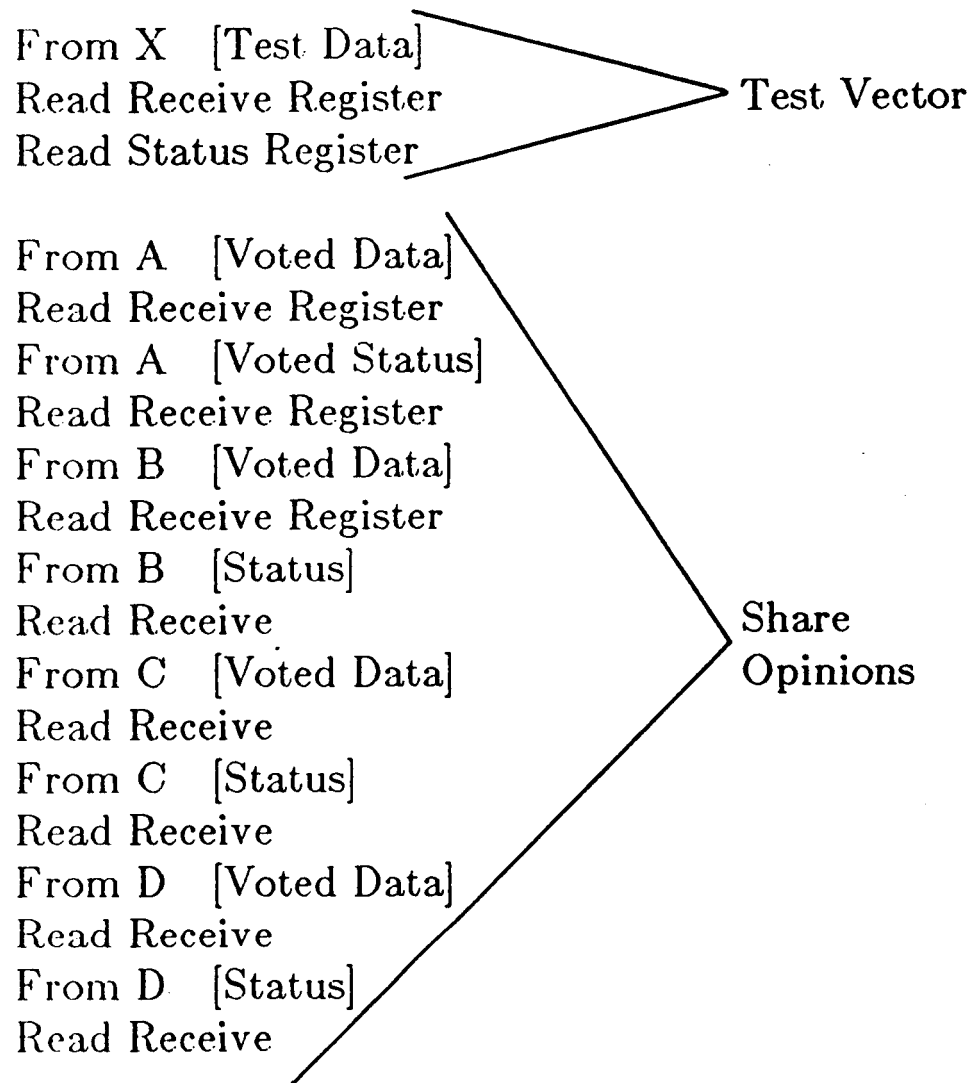 From X [Test Data]
Read Receive Register
Read Status Register
Test Vector
From A [Voted Data]
Read Receive Register
From A [Voted Status]
Read Receive Register
From B [Voted Data]
Read Receive Register
From B [Status]
Read Receive
From C [Voted Data]
Read Receive
From C [Status]
Read Receive
From D [Voted Data]
Read Receive
From D [Status]
Read Receive
Share
Opinions